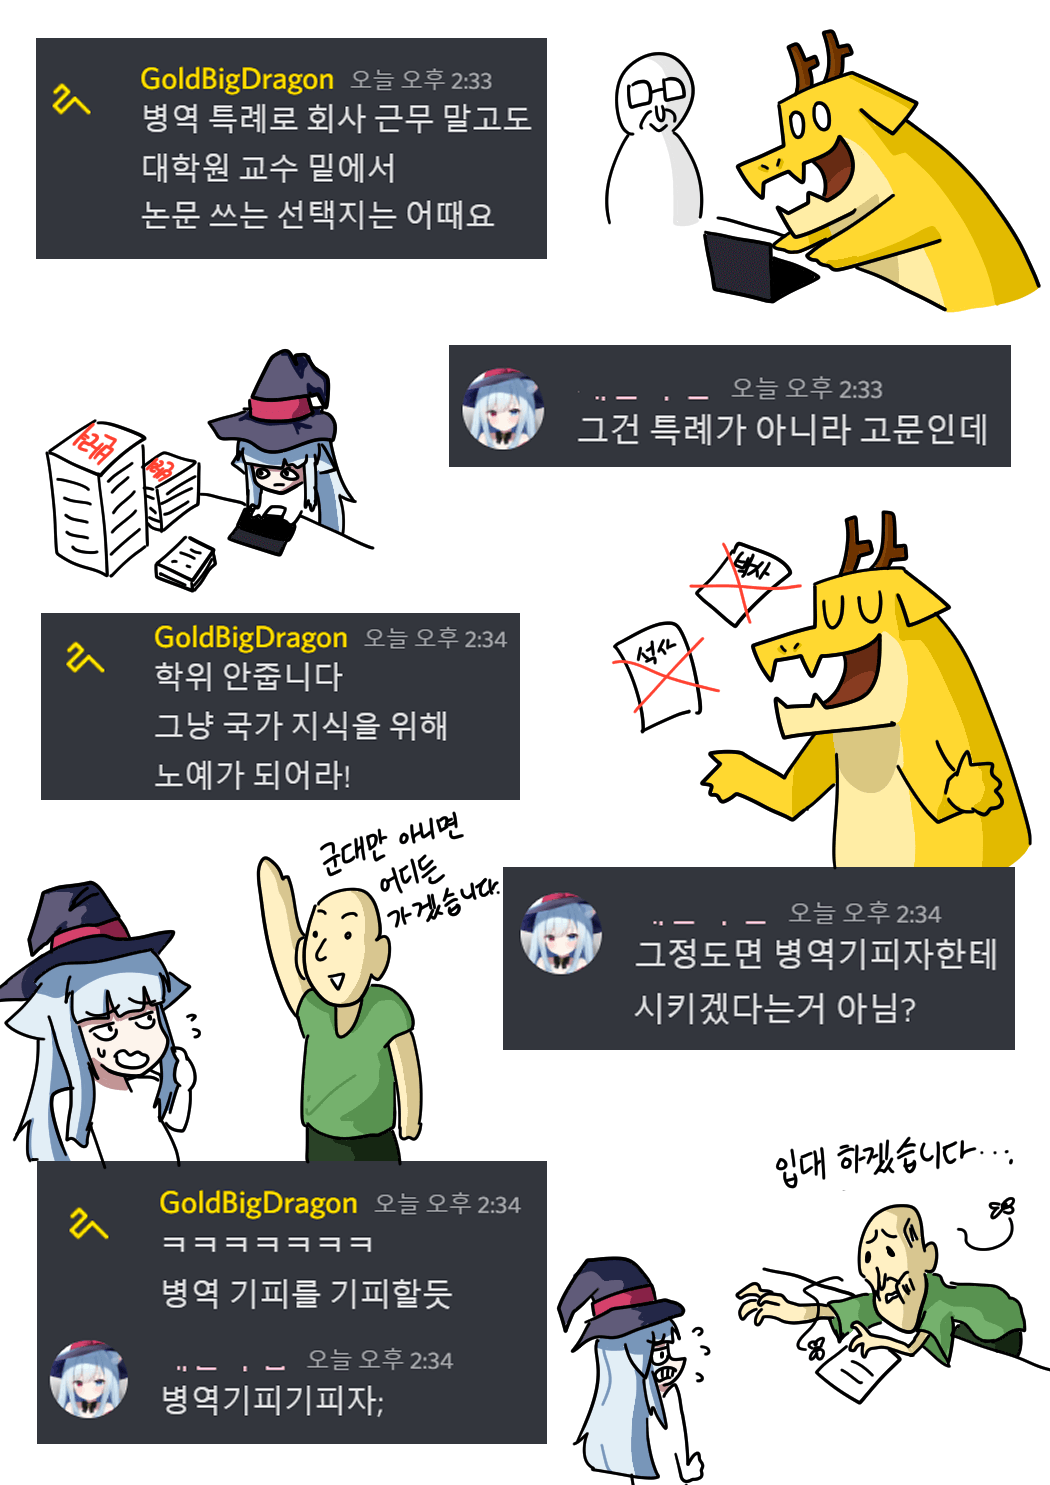 GoldBigDragon 오늘 오후 2:33
병역 특례로 회사 근무 말고도
대학원 교수 밑에서
논문 쓰는 선택지는 어때요
오늘 오후 2:33
그건 특례가 아니라 고문인데
석사
GoldBigDragon 오늘 오후 2:34
학위 안줍니다
그냥 국가 지식을 위해
노예가 되어라!
군대만 아니면
어디든
가겠습니다.
오늘 오후 2:34
그정도면 병역기피자한테
시키겠다는거 아님?
GoldBigDragon 오늘 오후 2:34
ㅋㅋㅋㅋㅋㅋㅋ
병역 기피를 기피할듯
오늘 오후 2:34
병역기피기피자;
입대 하겠습니다....